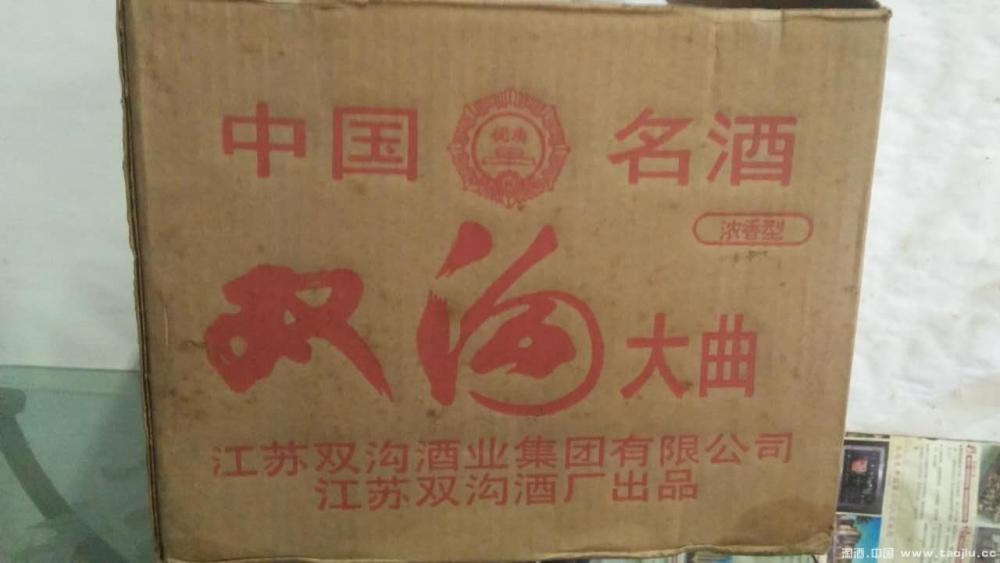 中国 名酒
浓香型
双沟大曲
江苏双沟酒业集团有限公司
江苏双沟酒厂出品
淘酒.中国 www.taojiu.cc